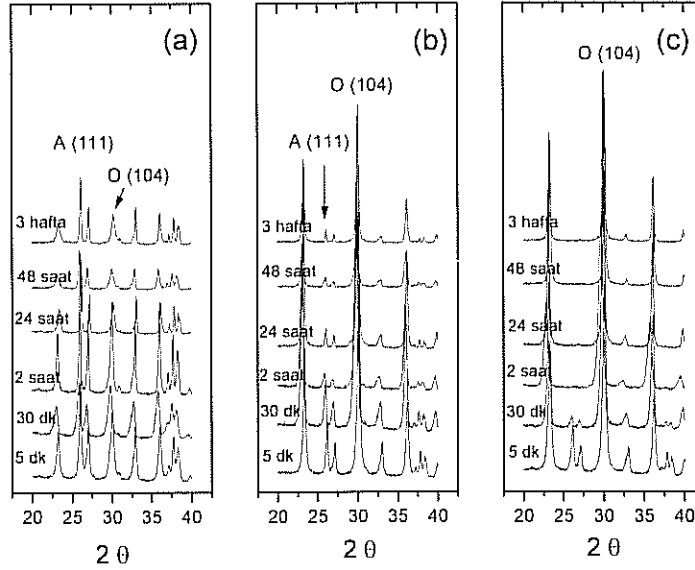 (a)
A (111)
O (104)
3 hafta
48 saat
24 saat
2 saat
30 dk
5 dk
20 25 30 35 40
2 θ
(b)
O (104)
A (111)
3 hafta
48 saat
24 saat
2 saat
30 dk
5 dk
20 25 30 35 40
2 θ
(c)
O (104)
3 hafta
48 saat
24 saat
2 saat
30 dk
5 dk
20 25 30 35 40
2 θ